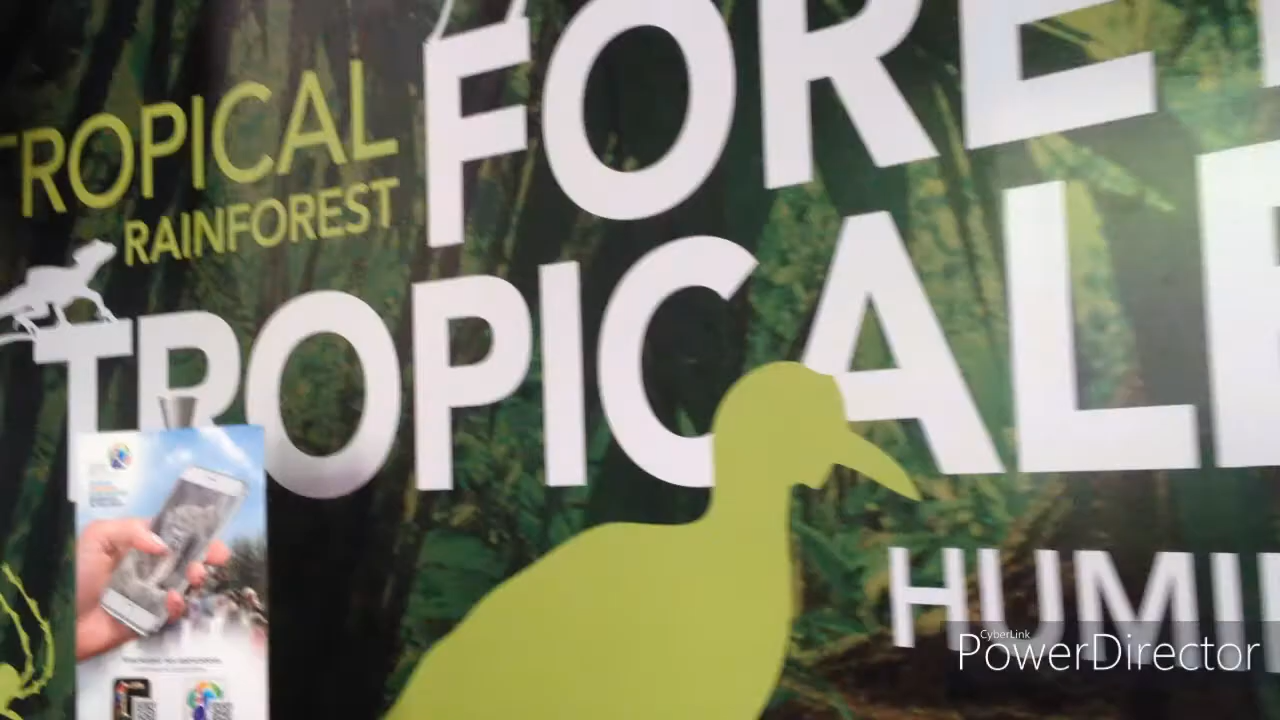 TROPICAL
RAINFOREST
FORE
TROPICALE
HUMI
CyberLink
PowerDirector